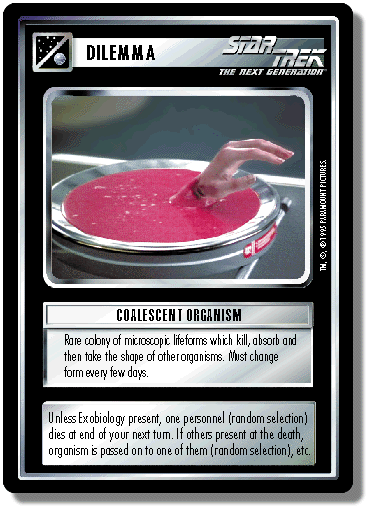 DILEMMA
STAR TREK
THE NEXT GENERATION
TM, ©, ® 1995 PARAMOUNT PICTURES.
COALESCENT ORGANISM
Rare colony of microscopic lifeforms which kill, absorb and
then take the shape of other organisms. Must change
form every few days.
Unless Exobiology present, one personnel (random selection)
dies at end of your next turn. If others present at the death,
organism is passed on to one of them (random selection), etc.